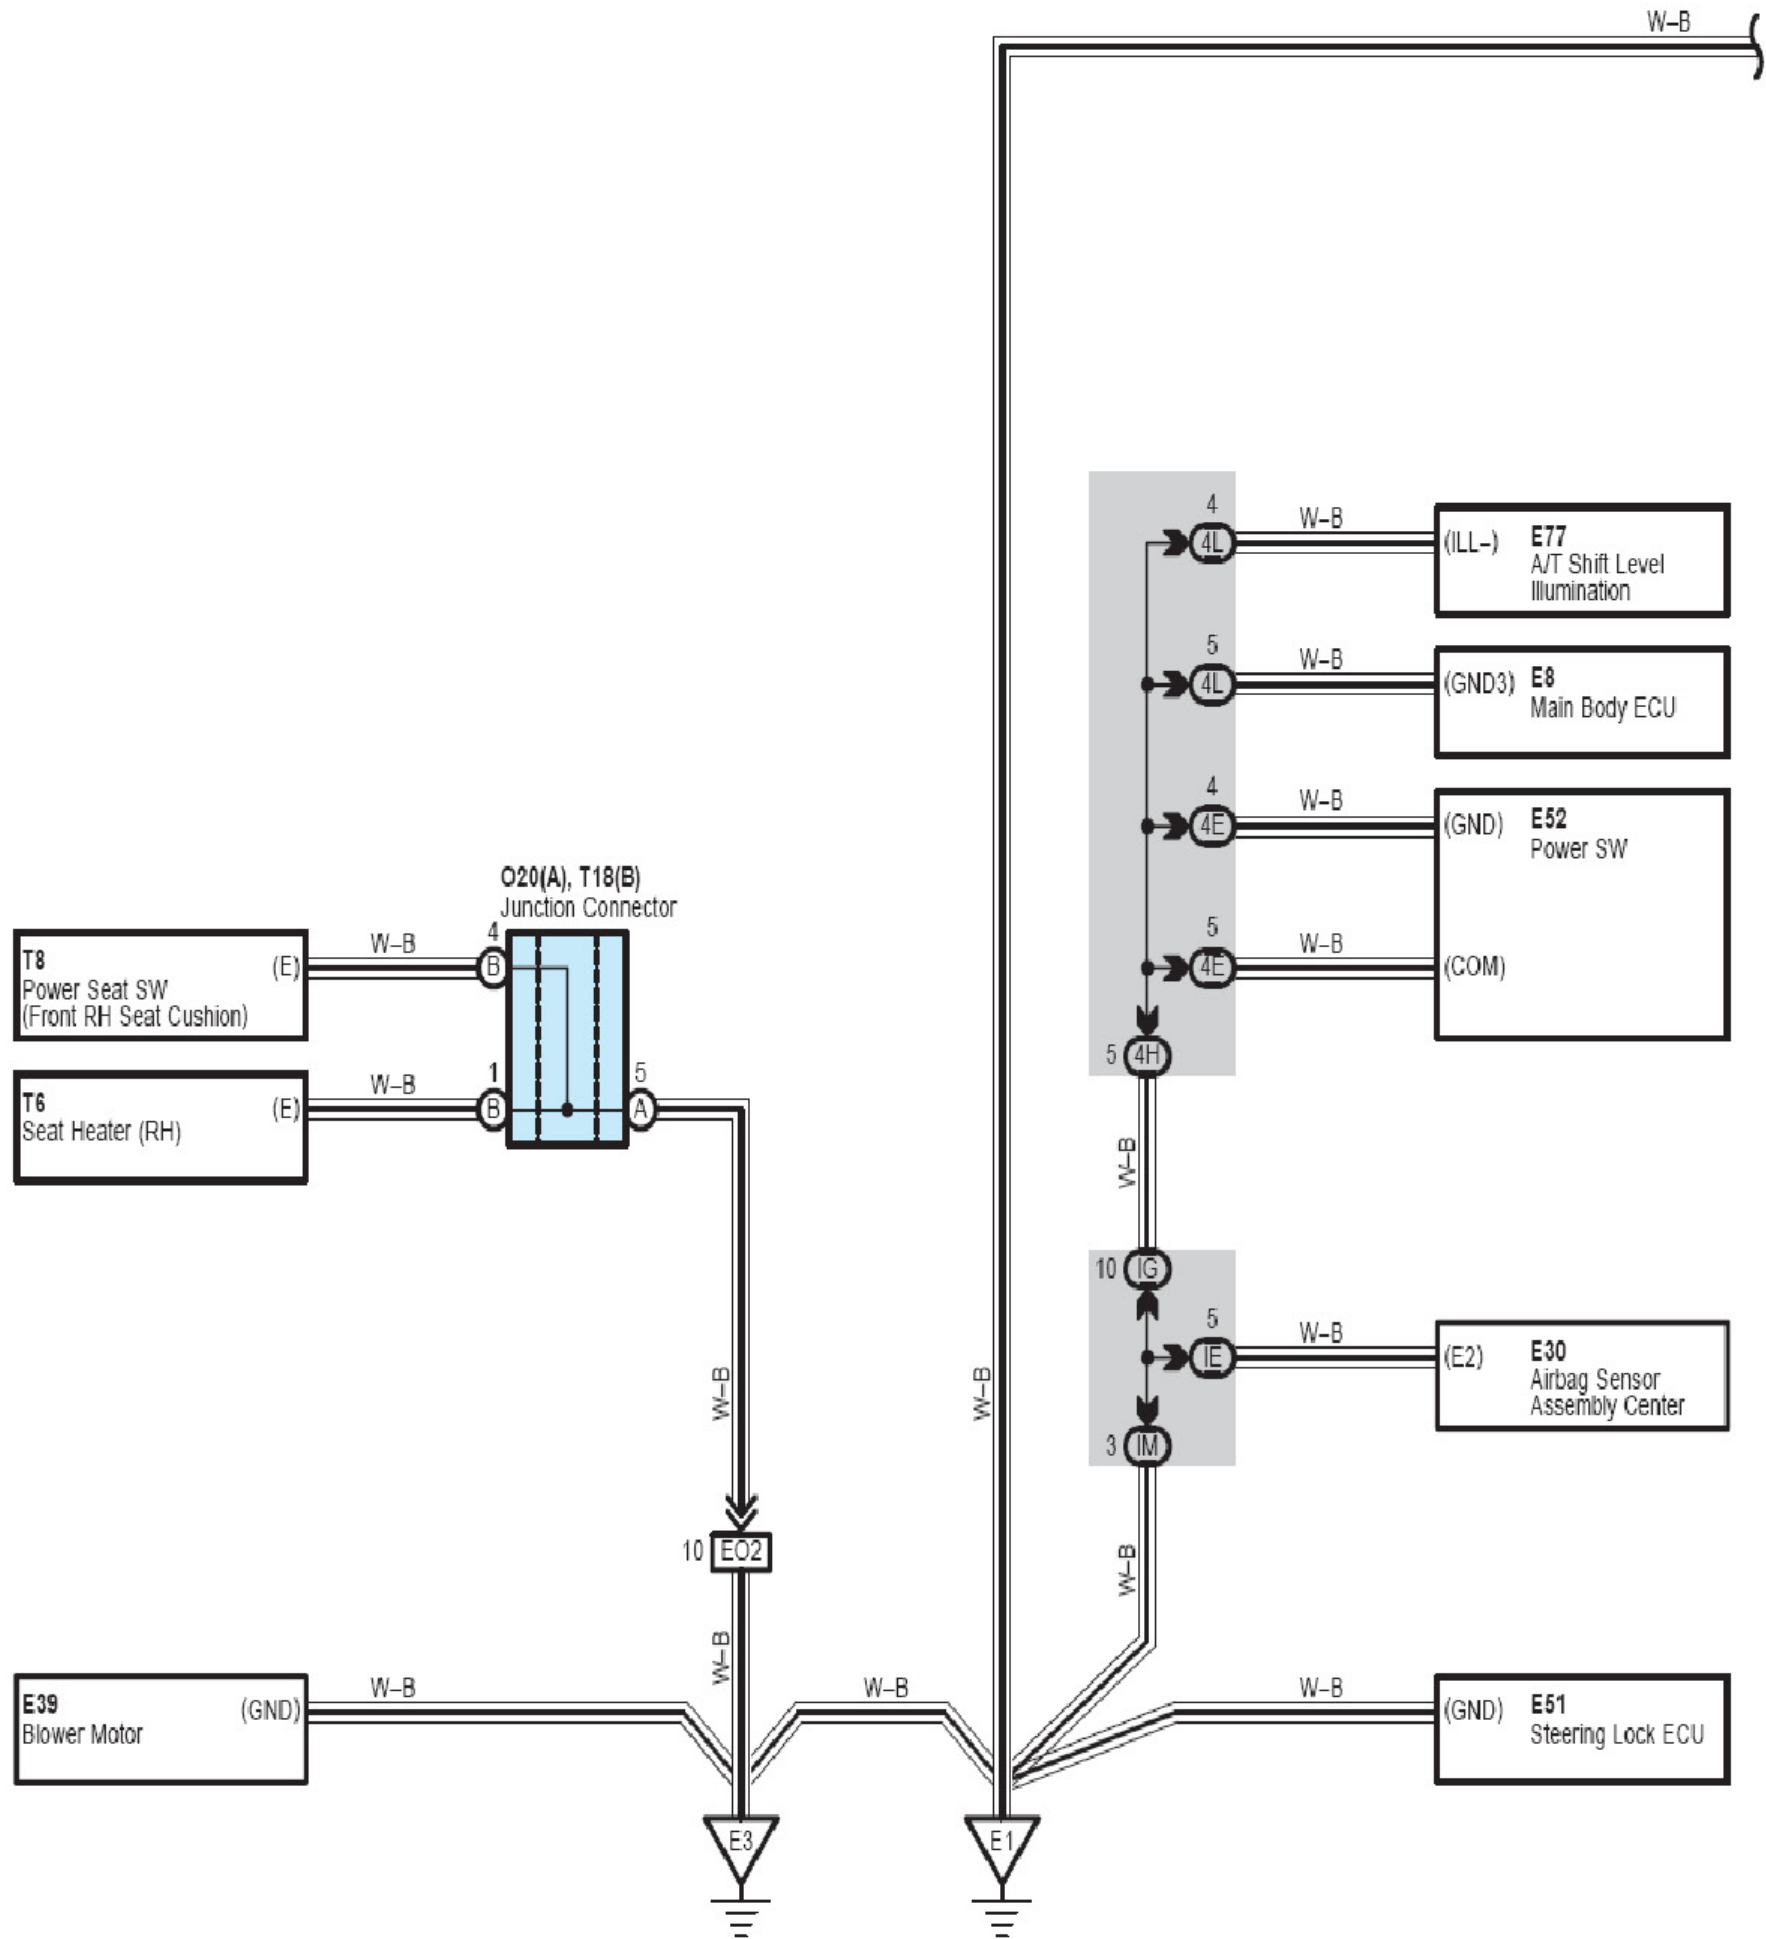 W–B
4
4L
W–B
(ILL–)
E77
A/T Shift Level
Illumination
5
4L
W–B
(GND3)
E8
Main Body ECU
4
4E
W–B
(GND)
E52
Power SW
5
4E
W–B
(COM)
5
4H
O20(A), T18(B)
Junction Connector
T8
Power Seat SW
(Front RH Seat Cushion)
(E)
W–B
4
B
T6
Seat Heater (RH)
(E)
W–B
1
B
5
A
W–B
10
IG
5
IE
W–B
(E2)
E30
Airbag Sensor
Assembly Center
3
IM
W–B
W–B
10
EO2
W–B
W–B
E39
Blower Motor
(GND)
W–B
W–B
W–B
(GND)
E51
Steering Lock ECU
E3
E1